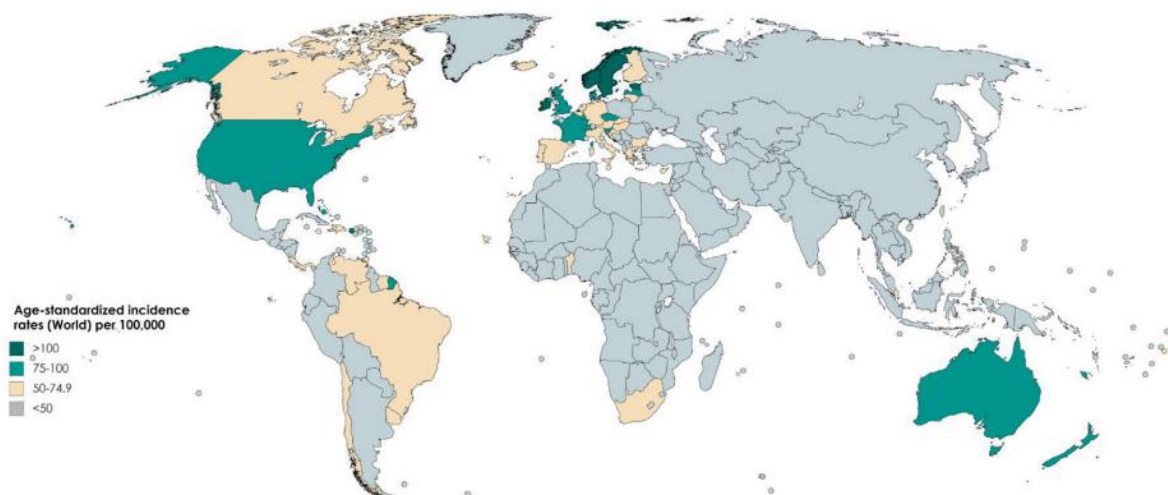 Age-standardized incidence
rates (World) per 100,000
>100
75-100
50-74.9
<50